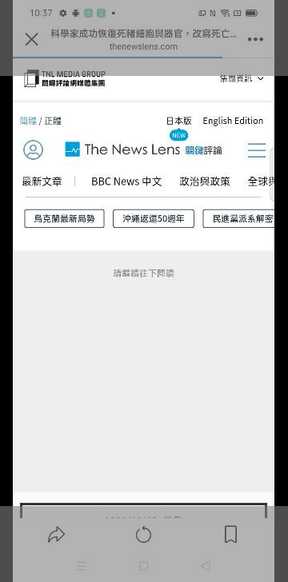 10:37
科學家成功恢復死豬細胞與器官，改寫死亡...
thenewslens.com
TNL MEDIA GROUP
關鍵評論網媒體集團
集團資訊
簡體 / 正體 日本版 English Edition
NEW
The News Lens 關鍵評論
最新文章 | BBC News 中文 政治與政策 全球與
烏克蘭最新局勢 沖繩返還50週年 民進黨派系解密
請繼續往下閱讀